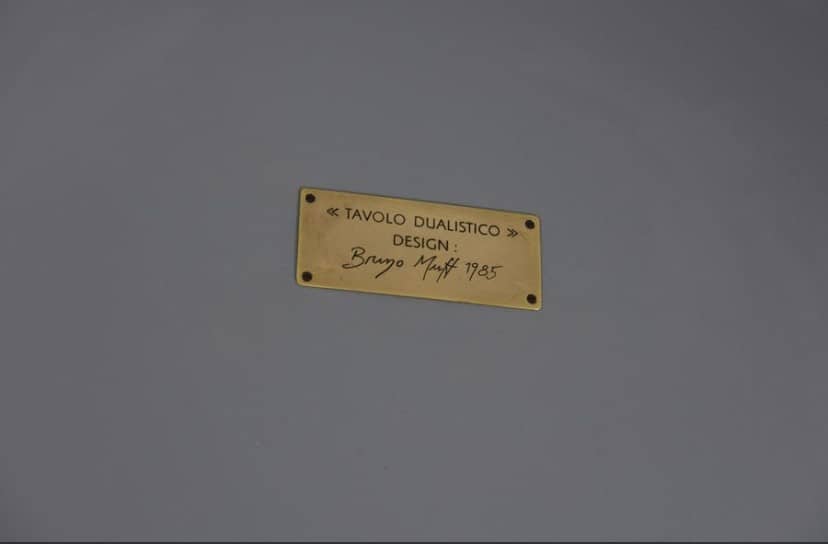 « TAVOLO DUALISTICO »
DESIGN :
Bruno Muff 1985